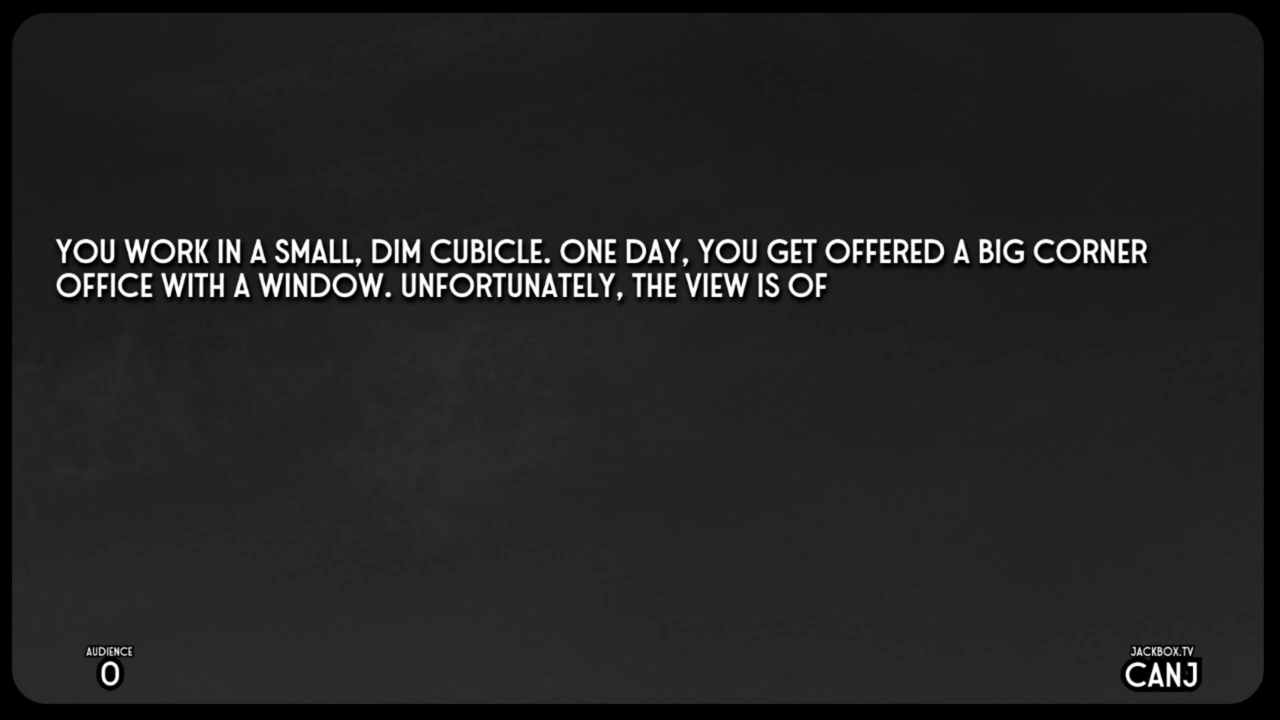 YOU WORK IN A SMALL, DIM CUBICLE. ONE DAY, YOU GET OFFERED A BIG CORNER
OFFICE WITH A WINDOW. UNFORTUNATELY, THE VIEW IS OF
AUDIENCE
0
JACKBOX.TV
CANJ